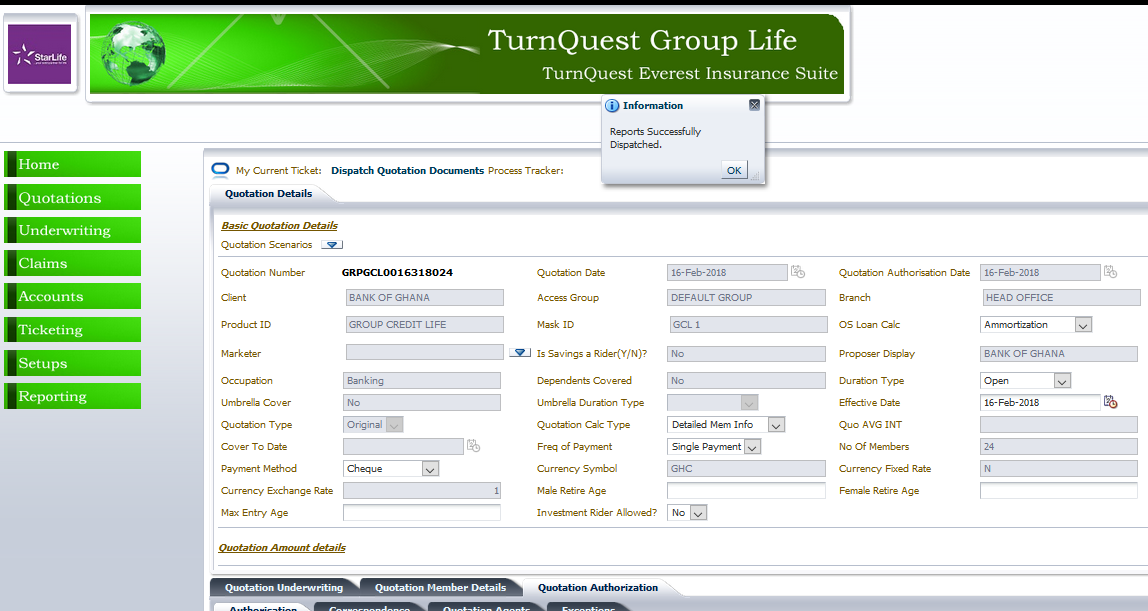 StarLife
TurnQuest Group Life
TurnQuest Everest Insurance Suite
Information
Reports Successfully
Dispatched.
OK
Home
Quotations
Underwriting
Claims
Accounts
Ticketing
Setups
Reporting
My Current Ticket: Dispatch Quotation Documents Process Tracker:
Quotation Details
Basic Quotation Details
Quotation Scenarios
Quotation Number GRPGCL0016318024 Quotation Date 16-Feb-2018 Quotation Authorisation Date 16-Feb-2018
Client BANK OF GHANA Access Group DEFAULT GROUP Branch HEAD OFFICE
Product ID GROUP CREDIT LIFE Mask ID GCL 1 OS Loan Calc Ammortization
Marketer Is Savings a Rider(Y/N)? No Proposer Display BANK OF GHANA
Occupation Banking Dependents Covered No Duration Type Open
Umbrella Cover No Umbrella Duration Type Effective Date 16-Feb-2018
Quotation Type Original Quotation Calc Type Detailed Mem Info Quo AVG INT
Cover To Date Freq of Payment Single Payment No Of Members 24
Payment Method Cheque Currency Symbol GHC Currency Fixed Rate N
Currency Exchange Rate 1 Male Retire Age Female Retire Age
Max Entry Age Investment Rider Allowed? No
Quotation Amount details
Quotation Underwriting Quotation Member Details Quotation Authorization
Authorisation Correspondence Quotation Agents Exceptions